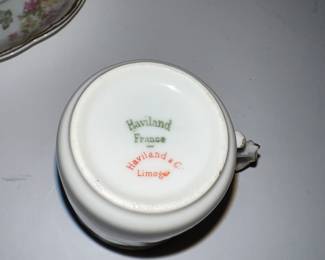 Haviland
France
Haviland & Co.
Limoges